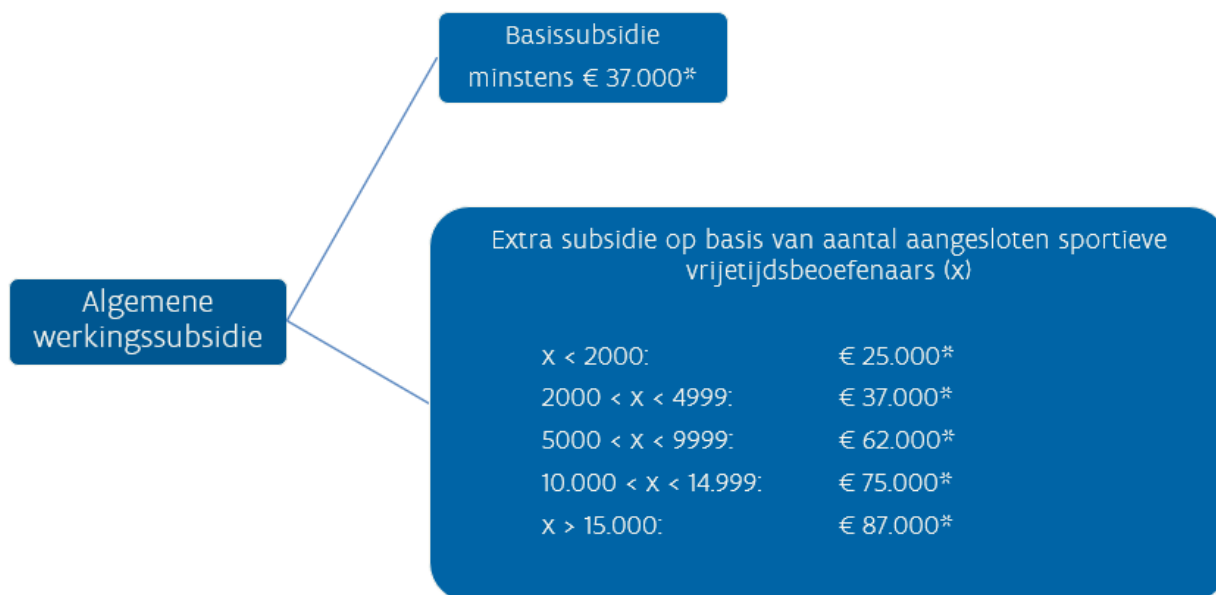 Basissubsidie
minstens € 37.000*
Algemene
werkingssubsidie
Extra subsidie op basis van aantal aangesloten sportieve
vrijetijdsbeoefenaars (x)
x < 2000: € 25.000*
2000 < x < 4999: € 37.000*
5000 < x < 9999: € 62.000*
10.000 < x < 14.999: € 75.000*
x > 15.000: € 87.000*